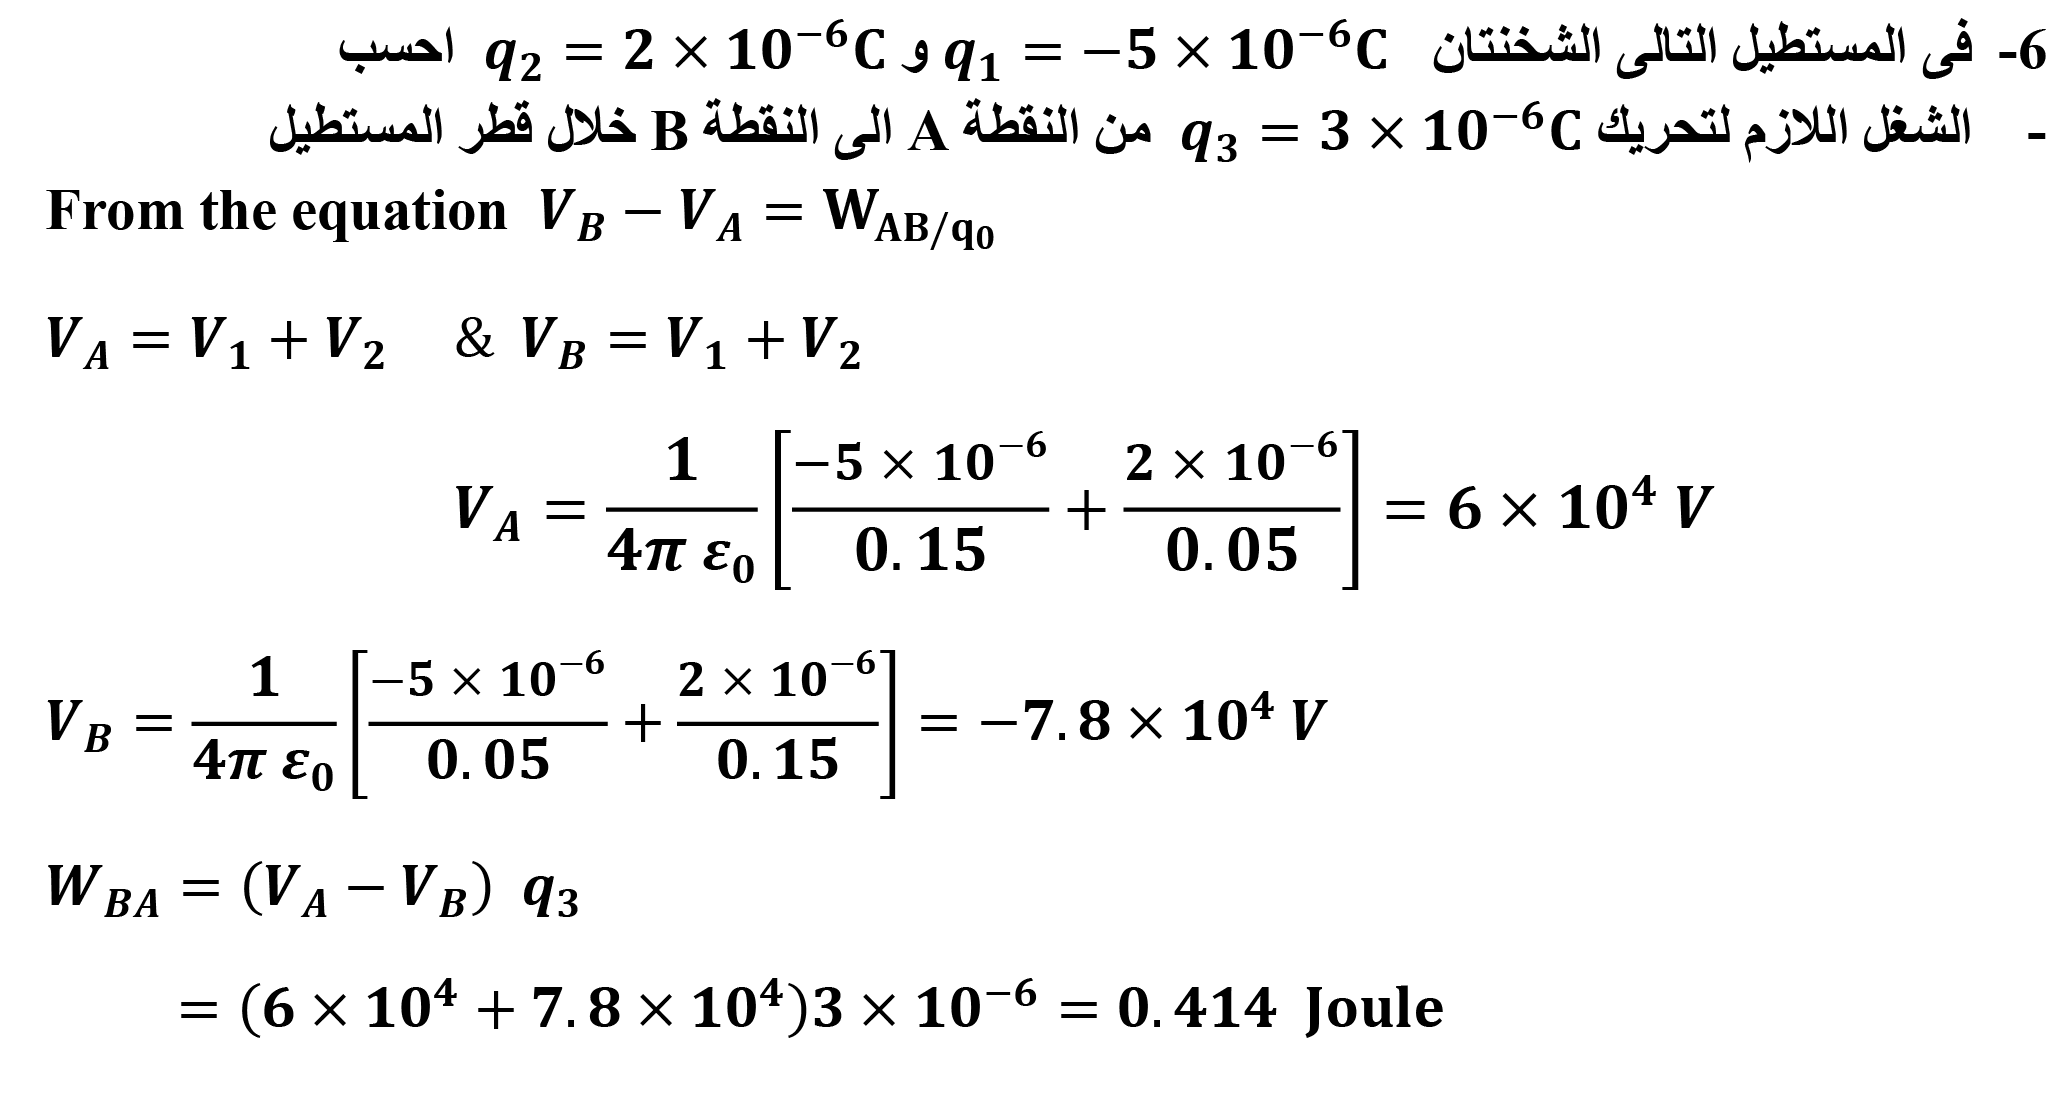 6- فى المستطيل التالى الشخنتان q₁ = −5 × 10⁻⁶C و q₂ = 2 × 10⁻⁶C احسب
- الشغل اللازم لتحريك q₃ = 3 × 10⁻⁶C من النقطة A الى النقطة B خلال قطر المستطيل
From the equation V_B − V_A = W_AB/q₀
V_A = V₁ + V₂ & V_B = V₁ + V₂
V_A = 1/(4π ε₀) [(−5 × 10⁻⁶)/0.15 + (2 × 10⁻⁶)/0.05] = 6 × 10⁴ V
V_B = 1/(4π ε₀) [(−5 × 10⁻⁶)/0.05 + (2 × 10⁻⁶)/0.15] = −7.8 × 10⁴ V
W_BA = (V_A − V_B) q₃
= (6 × 10⁴ + 7.8 × 10⁴)3 × 10⁻⁶ = 0.414 Joule